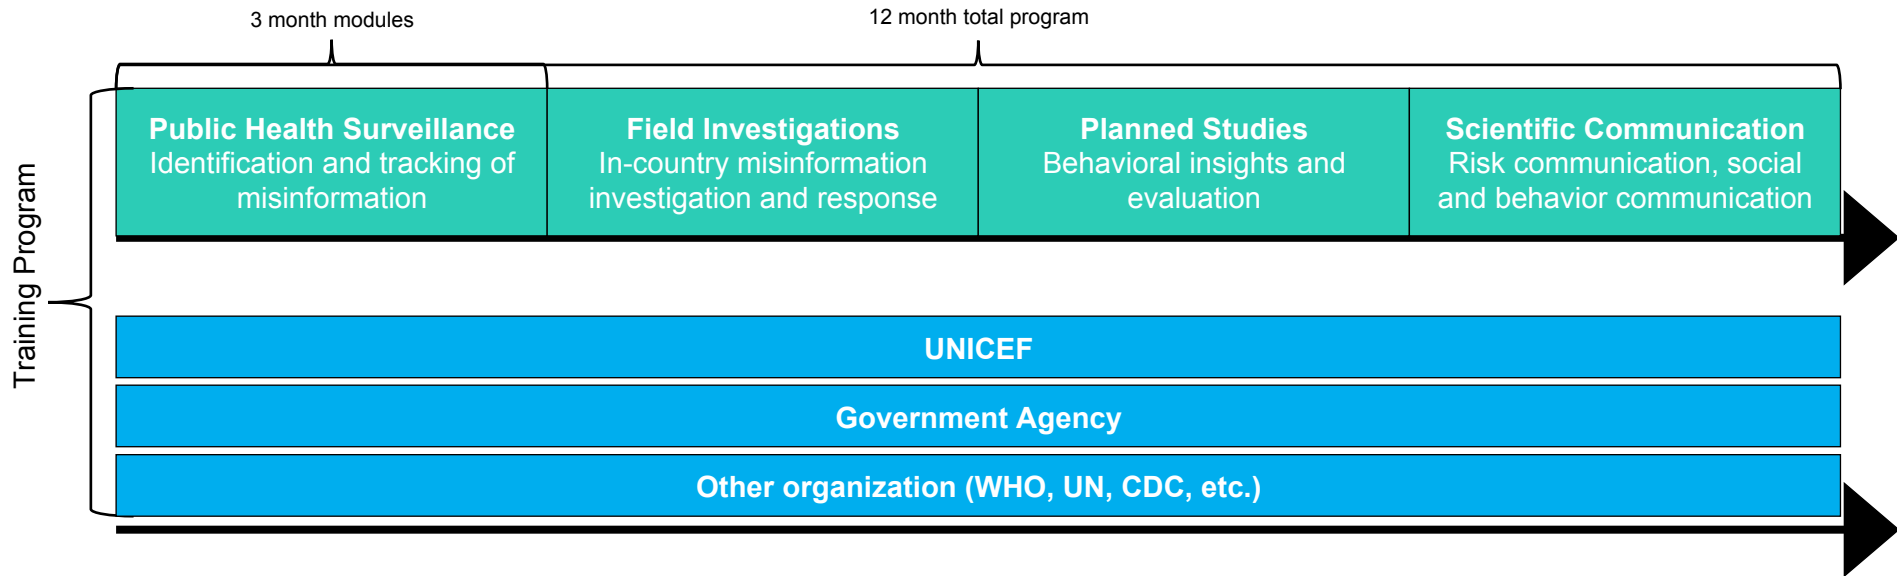 3 month modules
12 month total program
Training Program
Public Health Surveillance
Identification and tracking of
misinformation
Field Investigations
In-country misinformation
investigation and response
Planned Studies
Behavioral insights and
evaluation
Scientific Communication
Risk communication, social
and behavior communication
UNICEF
Government Agency
Other organization (WHO, UN, CDC, etc.)